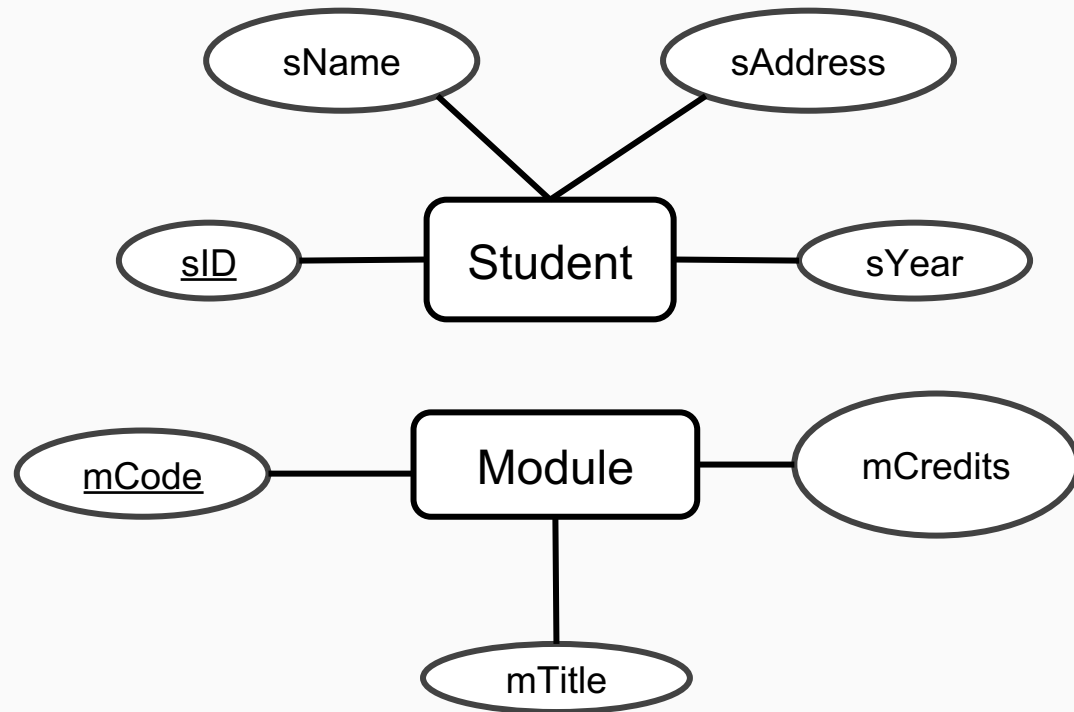 sName
sAddress
sID
Student
sYear
mCode
Module
mCredits
mTitle